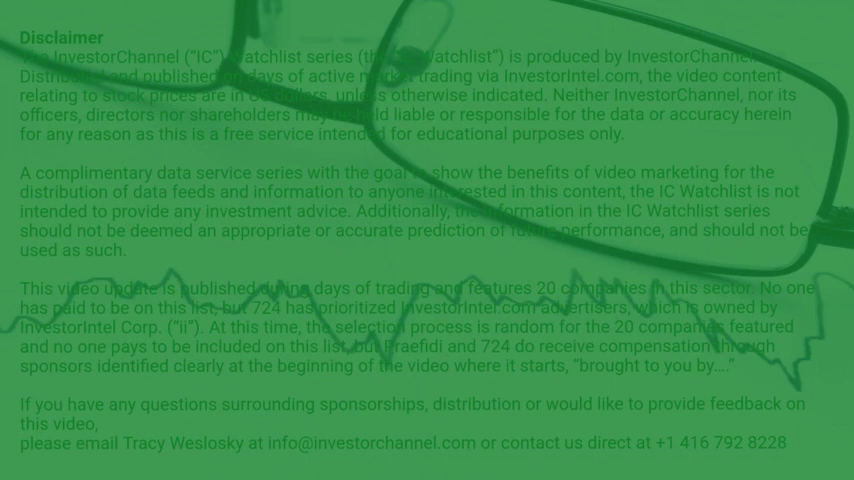 Disclaimer
The InvestorChannel (“IC”) Watchlist series (the “IC Watchlist”) is produced by InvestorChannel.
Distributed and published on days of active market trading via InvestorIntel.com, the video content
relating to stock prices are in US dollars, unless otherwise indicated. Neither InvestorChannel, nor its
officers, directors nor shareholders may be held liable or responsible for the data or accuracy herein
for any reason as this is a free service intended for educational purposes only.
A complimentary data service series with the goal to show the benefits of video marketing for the
distribution of data feeds and information to anyone interested in this content, the IC Watchlist is not
intended to provide any investment advice. Additionally, the information in the IC Watchlist series
should not be deemed an appropriate or accurate prediction of future performance, and should not be
used as such.
This video update is published during days of trading and features 20 companies in this sector. No one
has paid to be on this list, but 724 has prioritized InvestorIntel.com advertisers, which is owned by
InvestorIntel Corp. (“ii”). At this time, the selection process is random for the 20 companies featured
and no one pays to be included on this list, but Praefidi and 724 do receive compensation through
sponsors identified clearly at the beginning of the video where it starts, “brought to you by....”
If you have any questions surrounding sponsorships, distribution or would like to provide feedback on
this video,
please email Tracy Weslosky at info@investorchannel.com or contact us direct at +1 416 792 8228